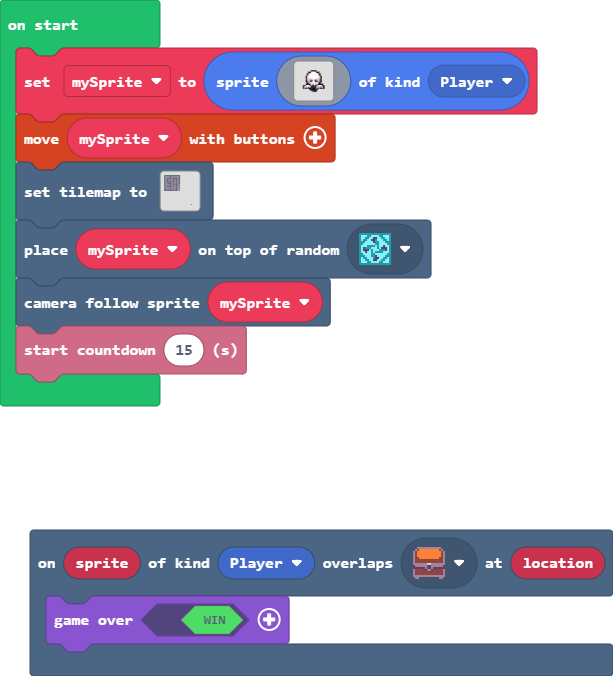 on start
set mySprite to sprite of kind Player
move mySprite with buttons
set tilemap to
place mySprite on top of random
camera follow sprite mySprite
start countdown 15 (s)
on sprite of kind Player overlaps at location
game over WIN